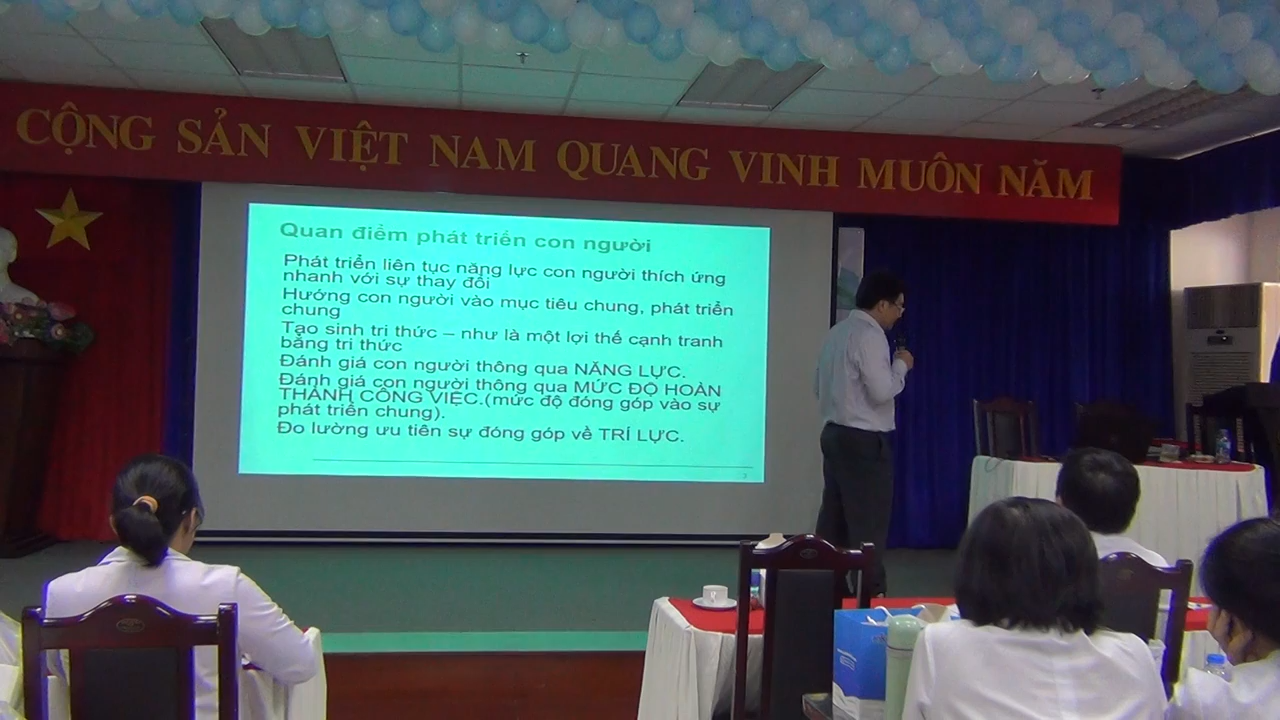 CỘNG SẢN VIỆT NAM QUANG VINH MUÔN NĂM
Quan điểm phát triển con người
Phát triển liên tục năng lực con người thích ứng
nhanh với sự thay đổi
Hướng con người vào mục tiêu chung, phát triển
chung
Tạo sinh tri thức – như là một lợi thế cạnh tranh
bằng tri thức
Đánh giá con người thông qua NĂNG LỰC.
Đánh giá con người thông qua MỨC ĐỘ HOÀN
THÀNH CÔNG VIỆC.(mức độ đóng góp vào sự
phát triển chung).
Đo lường ưu tiên sự đóng góp về TRÍ LỰC.